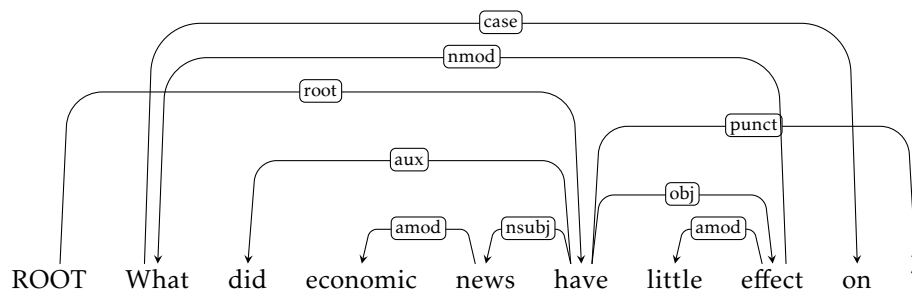 case
nmod
root
punct
aux
obj
amod nsubj amod
ROOT What did economic news have little effect on